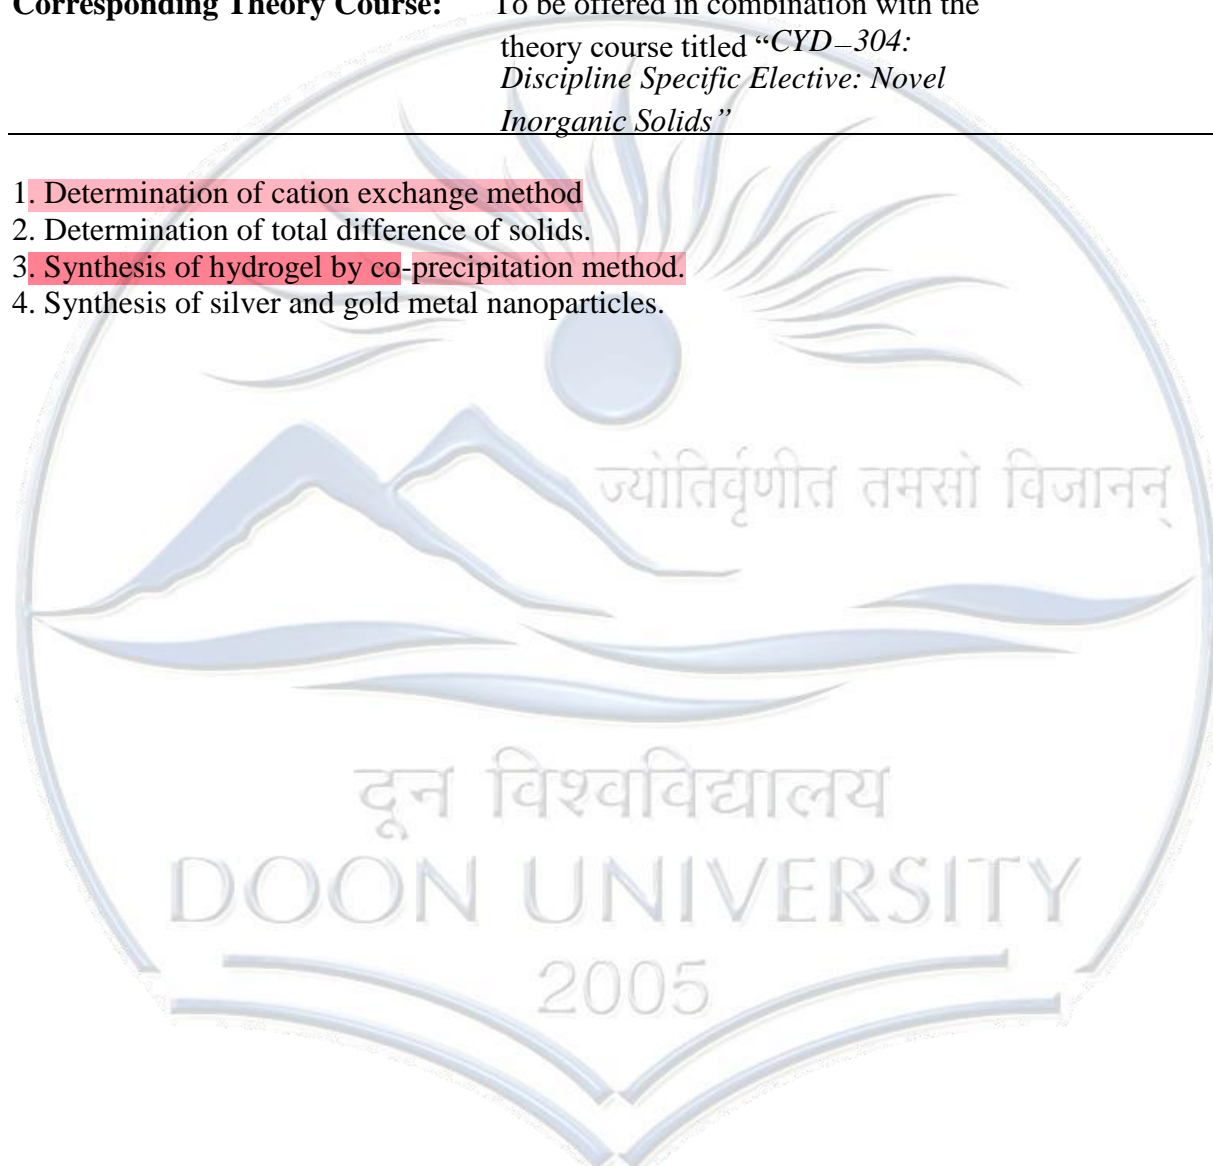 Corresponding Theory Course: To be offered in combination with the
theory course titled “CYD–304:
Discipline Specific Elective: Novel
Inorganic Solids”
1. Determination of cation exchange method
2. Determination of total difference of solids.
3. Synthesis of hydrogel by co-precipitation method.
4. Synthesis of silver and gold metal nanoparticles.
ज्योतिर्वृणीत तमसो विजानन्
दून विश्वविद्यालय
DOON UNIVERSITY
2005